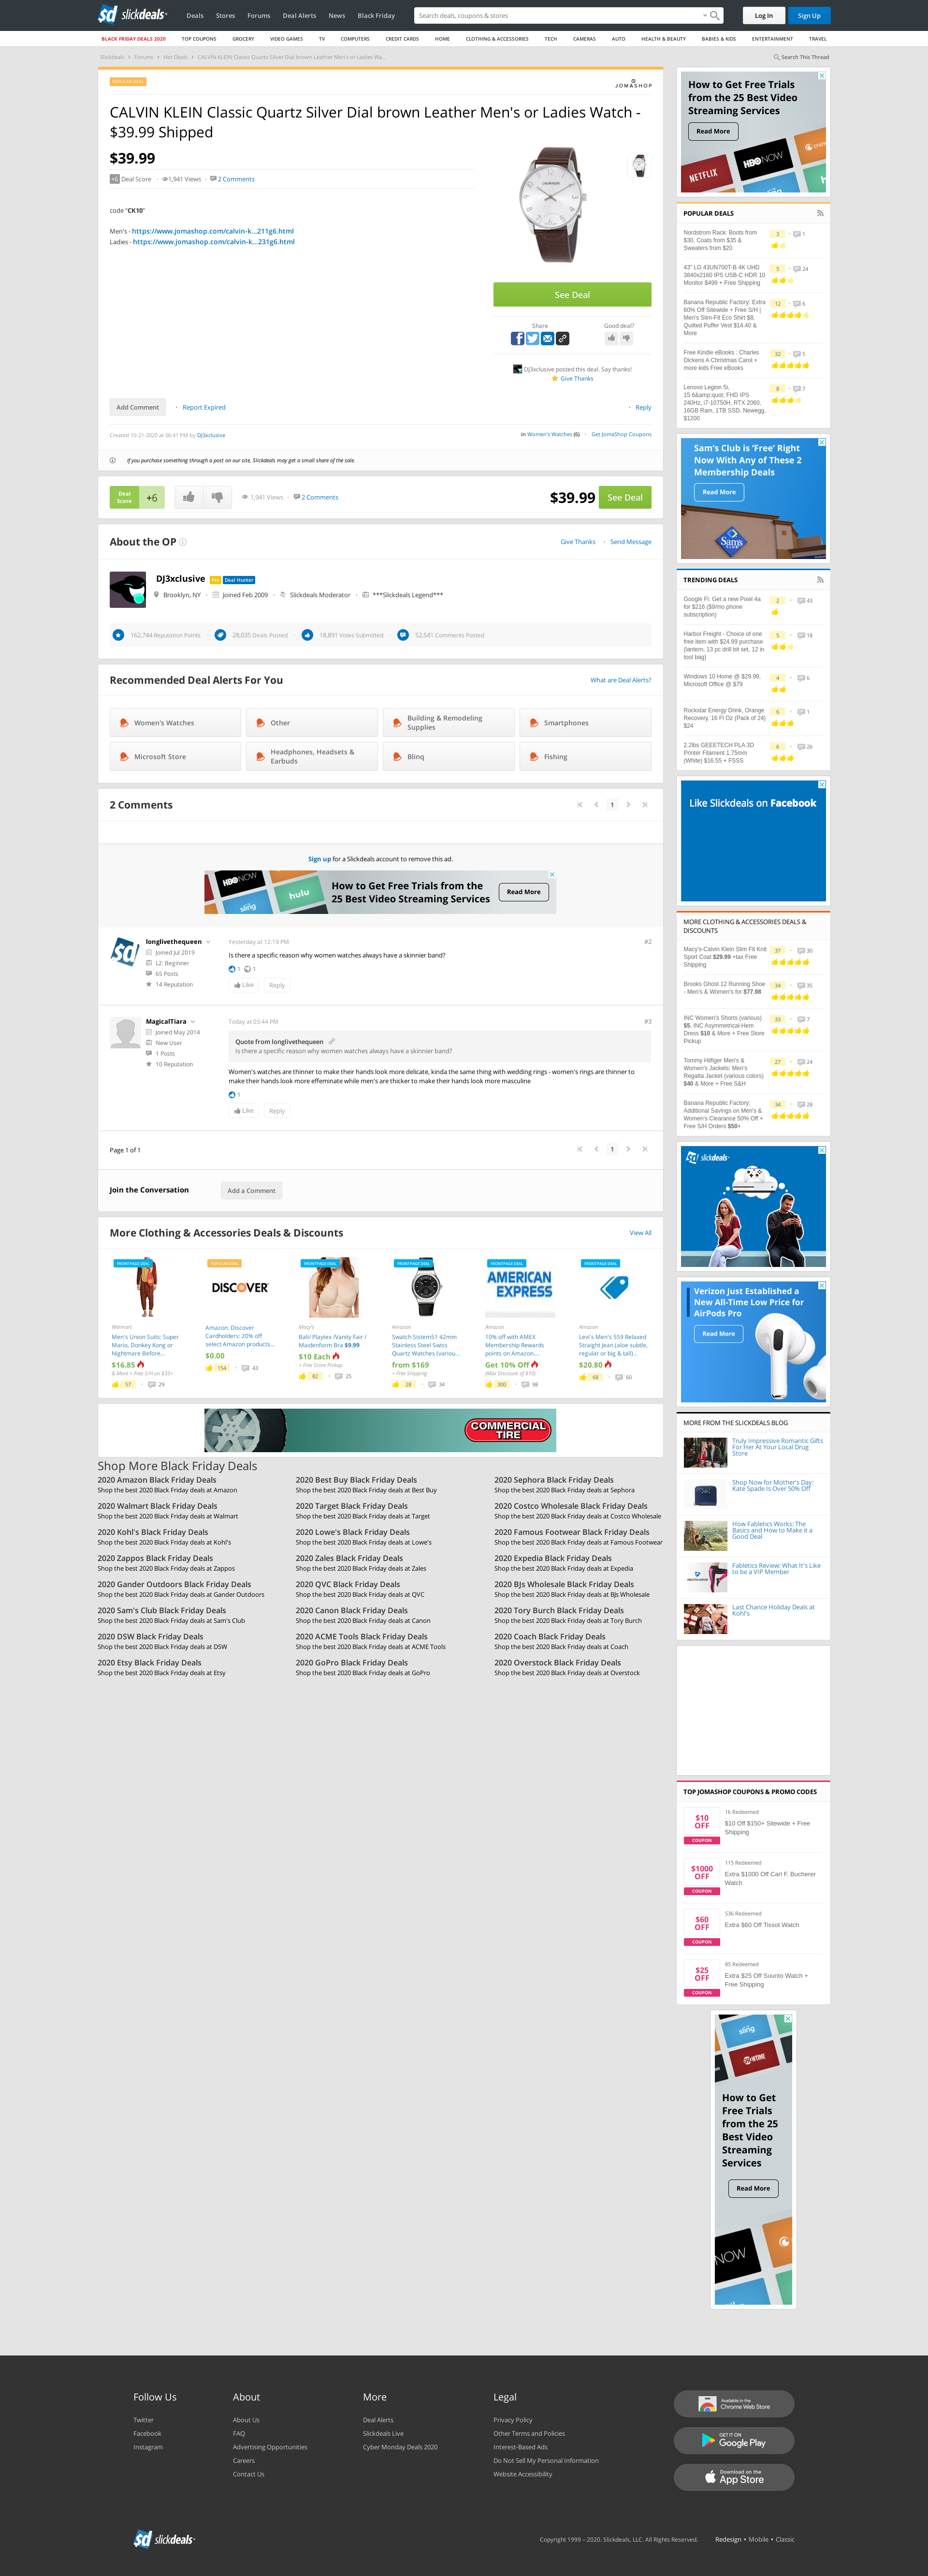 slickdeals
Deals Stores Forums Deal Alerts News Black Friday
Search deals, coupons & stores
Log In Sign Up
BLACK FRIDAY DEALS 2020 TOP COUPONS GROCERY VIDEO GAMES TV COMPUTERS CREDIT CARDS HOME CLOTHING & ACCESSORIES TECH CAMERAS AUTO HEALTH & BEAUTY BABIES & KIDS ENTERTAINMENT TRAVEL
Slickdeals Forums Hot Deals CALVIN KLEIN Classic Quartz Silver Dial brown Leather Men's or Ladies Wa...
Search This Thread
POPULAR DEAL
JOMASHOP
CALVIN KLEIN Classic Quartz Silver Dial brown Leather Men's or Ladies Watch -
$39.99 Shipped
$39.99
+6 Deal Score 1,941 Views 2 Comments
code "CK10"
Men's - https://www.jomashop.com/calvin-k...211g6.html
Ladies - https://www.jomashop.com/calvin-k...231g6.html
See Deal
Share Good deal?
DJ3xclusive posted this deal. Say thanks!
Give Thanks
Add Comment Report Expired Reply
Created 10-21-2020 at 06:41 PM by DJ3xclusive
in Women's Watches (6) Get JomaShop Coupons
If you purchase something through a post on our site, Slickdeals may get a small share of the sale.
Deal
Score +6
1,941 Views 2 Comments $39.99 See Deal
About the OP
Give Thanks Send Message
DJ3xclusive Pro Deal Hunter
Brooklyn, NY Joined Feb 2009 Slickdeals Moderator ***Slickdeals Legend***
162,744 Reputation Points 28,035 Deals Posted 18,891 Votes Submitted 52,541 Comments Posted
Recommended Deal Alerts For You
What are Deal Alerts?
Women's Watches
Other
Building & Remodeling
Supplies
Smartphones
Microsoft Store
Headphones, Headsets &
Earbuds
Blinq
Fishing
2 Comments
1
Sign up for a Slickdeals account to remove this ad.
HBO sling hulu
How to Get Free Trials from the
25 Best Video Streaming Services
Read More
longlivethequeen
Joined Jul 2019
L2: Beginner
65 Posts
14 Reputation
Yesterday at 12:19 PM #2
Is there a specific reason why women watches always have a skinnier band?
1 1
Like Reply
MagicalTiara
Joined May 2014
New User
1 Posts
10 Reputation
Today at 03:44 PM #3
Quote from longlivethequeen
Is there a specific reason why women watches always have a skinnier band?
Women's watches are thinner to make their hands look more delicate, kinda the same thing with wedding rings - women's rings are thinner to
make their hands look more effeminate while men's are thicker to make their hands look more masculine
1
Like Reply
Page 1 of 1
1
Join the Conversation Add a Comment
More Clothing & Accessories Deals & Discounts
View All
FRONTPAGE DEAL
Walmart
Men's Union Suits: Super
Mario, Donkey Kong or
Nightmare Before...
$16.85
& More + Free S/H on $35+
57 29
POPULAR DEAL
DISCOVER
Amazon: Discover
Cardholders: 20% off
select Amazon products...
$0.00
154 43
FRONTPAGE DEAL
Macy's
Bali/ Playtex /Vanity Fair /
Maidenform Bra $9.99
$10 Each
+ Free Store Pickup
82 25
FRONTPAGE DEAL
Amazon
Swatch Sistem51 42mm
Stainless Steel Swiss
Quartz Watches (variou...
from $169
+ Free Shipping
28 34
FRONTPAGE DEAL
AMERICAN
EXPRESS
Amazon
10% off with AMEX
Membership Rewards
points on Amazon....
Get 10% Off
(Max Discount of $10)
300 98
FRONTPAGE DEAL
Amazon
Levi's Men's 559 Relaxed
Straight Jean (aloe subtle,
regular or big & tall)...
$20.80
68 60
COMMERCIAL
TIRE
Shop More Black Friday Deals
2020 Amazon Black Friday Deals
Shop the best 2020 Black Friday deals at Amazon
2020 Best Buy Black Friday Deals
Shop the best 2020 Black Friday deals at Best Buy
2020 Sephora Black Friday Deals
Shop the best 2020 Black Friday deals at Sephora
2020 Walmart Black Friday Deals
Shop the best 2020 Black Friday deals at Walmart
2020 Target Black Friday Deals
Shop the best 2020 Black Friday deals at Target
2020 Costco Wholesale Black Friday Deals
Shop the best 2020 Black Friday deals at Costco Wholesale
2020 Kohl's Black Friday Deals
Shop the best 2020 Black Friday deals at Kohl's
2020 Lowe's Black Friday Deals
Shop the best 2020 Black Friday deals at Lowe's
2020 Famous Footwear Black Friday Deals
Shop the best 2020 Black Friday deals at Famous Footwear
2020 Zappos Black Friday Deals
Shop the best 2020 Black Friday deals at Zappos
2020 Zales Black Friday Deals
Shop the best 2020 Black Friday deals at Zales
2020 Expedia Black Friday Deals
Shop the best 2020 Black Friday deals at Expedia
2020 Gander Outdoors Black Friday Deals
Shop the best 2020 Black Friday deals at Gander Outdoors
2020 QVC Black Friday Deals
Shop the best 2020 Black Friday deals at QVC
2020 BJs Wholesale Black Friday Deals
Shop the best 2020 Black Friday deals at BJs Wholesale
2020 Sam's Club Black Friday Deals
Shop the best 2020 Black Friday deals at Sam's Club
2020 Canon Black Friday Deals
Shop the best 2020 Black Friday deals at Canon
2020 Tory Burch Black Friday Deals
Shop the best 2020 Black Friday deals at Tory Burch
2020 DSW Black Friday Deals
Shop the best 2020 Black Friday deals at DSW
2020 ACME Tools Black Friday Deals
Shop the best 2020 Black Friday deals at ACME Tools
2020 Coach Black Friday Deals
Shop the best 2020 Black Friday deals at Coach
2020 Etsy Black Friday Deals
Shop the best 2020 Black Friday deals at Etsy
2020 GoPro Black Friday Deals
Shop the best 2020 Black Friday deals at GoPro
2020 Overstock Black Friday Deals
Shop the best 2020 Black Friday deals at Overstock
How to Get Free Trials
from the 25 Best Video
Streaming Services
Read More
NETFLIX HBO NOW
POPULAR DEALS
Nordstrom Rack: Boots from
$30, Coats from $35 &
Sweaters from $20
3 1
43" LG 43UN700T-B 4K UHD
3840x2160 IPS USB-C HDR 10
Monitor $499 + Free Shipping
5 24
Banana Republic Factory: Extra
60% Off Sitewide + Free S/H |
Men's Slim-Fit Eco Shirt $8,
Quilted Puffer Vest $14.40 &
More
12 6
Free Kindle eBooks : Charles
Dickens A Christmas Carol +
more kids Free eBooks
32 5
Lenovo Legion 5i,
15.6&amp;quot; FHD IPS
240Hz, i7-10750H, RTX 2060,
16GB Ram, 1TB SSD, Newegg,
$1200
8 7
Sam's Club is 'Free' Right
Now With Any of These 2
Membership Deals
Read More
Sam's
CLUB
TRENDING DEALS
Google Fi: Get a new Pixel 4a
for $216 ($9/mo phone
subscription)
2 43
Harbor Freight - Choice of one
free item with $24.99 purchase
(lantern, 13 pc drill bit set, 12 in
tool bag)
5 18
Windows 10 Home @ $29.99,
Microsoft Office @ $79
4 6
Rockstar Energy Drink, Orange
Recovery, 16 Fl Oz (Pack of 24)
$24
6 1
2.2lbs GEEETECH PLA 3D
Printer Filament 1.75mm
(White) $16.55 + FSSS
6 26
Like Slickdeals on Facebook
MORE CLOTHING & ACCESSORIES DEALS &
DISCOUNTS
Macy's-Calvin Klein Slim Fit Knit
Sport Coat $29.99 +tax Free
Shipping
37 30
Brooks Ghost 12 Running Shoe
- Men's & Women's for $77.98
34 35
INC Women's Shorts (various)
$5, INC Asymmetrical-Hem
Dress $10 & More + Free Store
Pickup
33 7
Tommy Hilfiger Men's &
Women's Jackets: Men's
Regatta Jacket (various colors)
$40 & More + Free S&H
27 24
Banana Republic Factory:
Additional Savings on Men's &
Women's Clearance 50% Off +
Free S/H Orders $50+
34 28
slickdeals
Verizon Just Established a
New All-Time Low Price for
AirPods Pro
Read More
MORE FROM THE SLICKDEALS BLOG
Truly Impressive Romantic Gifts
For Her At Your Local Drug
Store
Shop Now for Mother's Day:
Kate Spade Is Over 50% Off
How Fabletics Works: The
Basics and How to Make it a
Good Deal
Fabletics Review: What It's Like
to be a VIP Member
Last Chance Holiday Deals at
Kohl's
TOP JOMASHOP COUPONS & PROMO CODES
$10
OFF
COUPON
1k Redeemed
$10 Off $150+ Sitewide + Free
Shipping
$1000
OFF
COUPON
115 Redeemed
Extra $1000 Off Carl F. Bucherer
Watch
$60
OFF
COUPON
536 Redeemed
Extra $60 Off Tissot Watch
$25
OFF
COUPON
85 Redeemed
Extra $25 Off Suunto Watch +
Free Shipping
sling
SHOWTIME
How to Get
Free Trials
from the 25
Best Video
Streaming
Services
Read More
NOW
Follow Us
Twitter
Facebook
Instagram
About
About Us
FAQ
Advertising Opportunities
Careers
Contact Us
More
Deal Alerts
Slickdeals Live
Cyber Monday Deals 2020
Legal
Privacy Policy
Other Terms and Policies
Interest-Based Ads
Do Not Sell My Personal Information
Website Accessibility
Available in the
Chrome Web Store
GET IT ON
Google Play
Download on the
App Store
slickdeals
Copyright 1999 – 2020. Slickdeals, LLC. All Rights Reserved. Redesign • Mobile • Classic